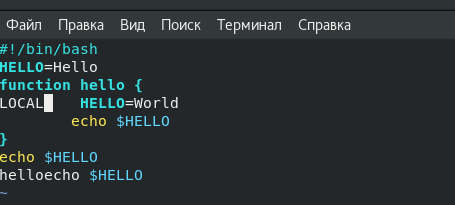 Файл Правка Вид Поиск Терминал Справка
#!/bin/bash
HELLO=Hello
function hello {
LOCAL   HELLO=World
        echo $HELLO
}
echo $HELLO
helloecho $HELLO
~